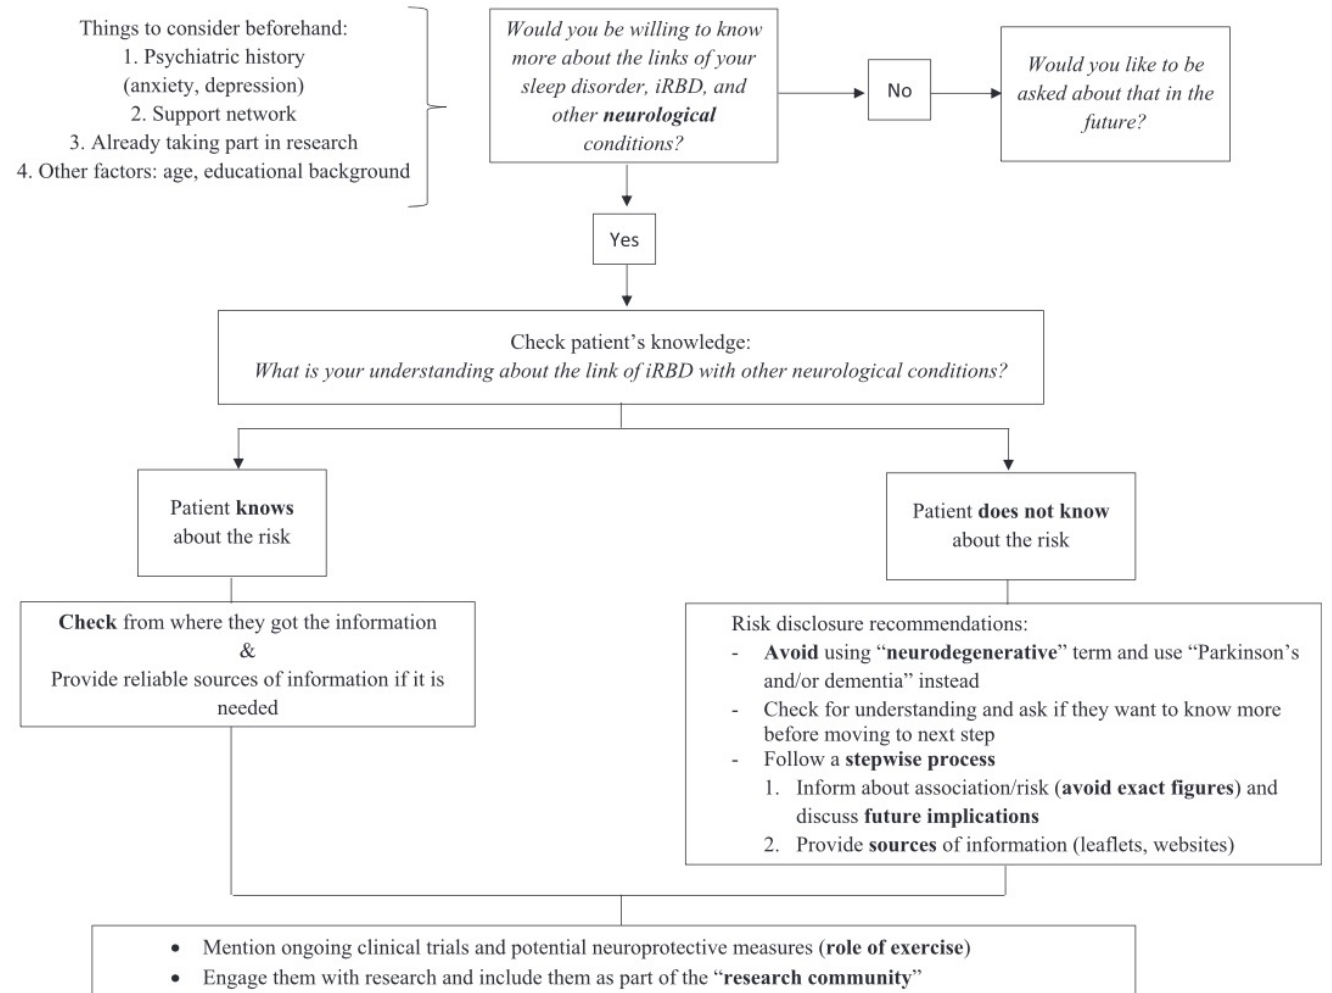 Things to consider beforehand:
1. Psychiatric history
(anxiety, depression)
2. Support network
3. Already taking part in research
4. Other factors: age, educational background
Would you be willing to know
more about the links of your
sleep disorder, iRBD, and
other neurological
conditions?
No
Would you like to be
asked about that in the
future?
Yes
Check patient’s knowledge:
What is your understanding about the link of iRBD with other neurological conditions?
Patient knows
about the risk
Patient does not know
about the risk
Check from where they got the information
&
Provide reliable sources of information if it is
needed
Risk disclosure recommendations:
- Avoid using “neurodegenerative” term and use “Parkinson’s
and/or dementia” instead
- Check for understanding and ask if they want to know more
before moving to next step
- Follow a stepwise process
1. Inform about association/risk (avoid exact figures) and
discuss future implications
2. Provide sources of information (leaflets, websites)
• Mention ongoing clinical trials and potential neuroprotective measures (role of exercise)
• Engage them with research and include them as part of the “research community”